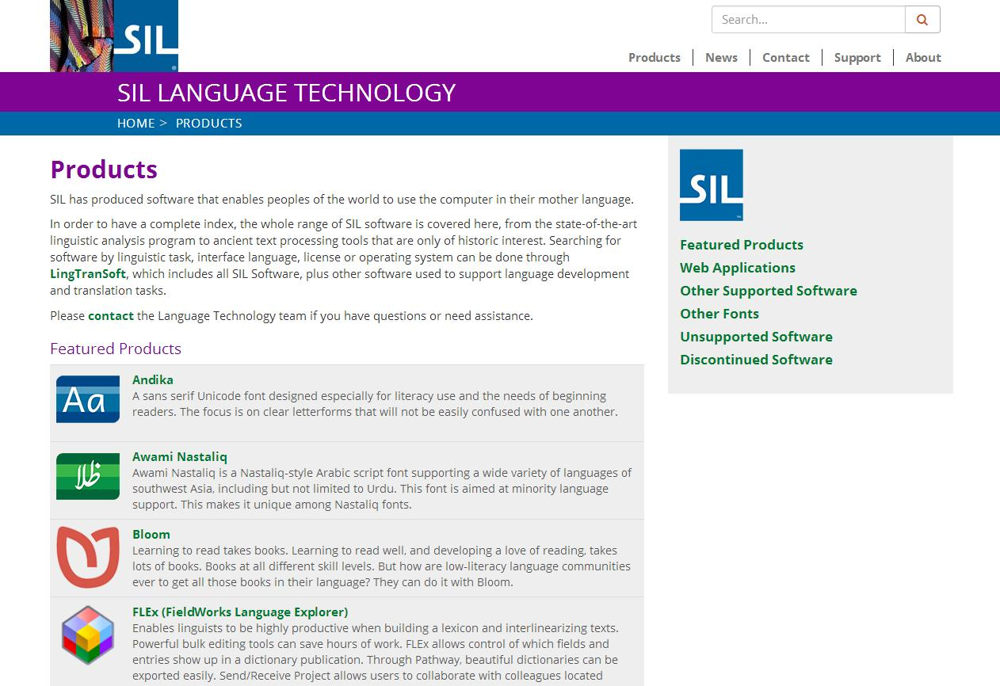 SIL
Search...
Products
News
Contact
Support
About
SIL LANGUAGE TECHNOLOGY
HOME > PRODUCTS
Products
SIL has produced software that enables peoples of the world to use the computer in their mother language.
In order to have a complete index, the whole range of SIL software is covered here, from the state-of-the-art
linguistic analysis program to ancient text processing tools that are only of historic interest. Searching for
software by linguistic task, interface language, license or operating system can be done through
LingTranSoft, which includes all SIL Software, plus other software used to support language development
and translation tasks.
Please contact the Language Technology team if you have questions or need assistance.
Featured Products
Aa
Andika
A sans serif Unicode font designed especially for literacy use and the needs of beginning
readers. The focus is on clear letterforms that will not be easily confused with one another.
ظلا
Awami Nastaliq
Awami Nastaliq is a Nastaliq-style Arabic script font supporting a wide variety of languages of
southwest Asia, including but not limited to Urdu. This font is aimed at minority language
support. This makes it unique among Nastaliq fonts.
Bloom
Learning to read takes books. Learning to read well, and developing a love of reading, takes
lots of books. Books at all different skill levels. But how are low-literacy language communities
ever to get all those books in their language? They can do it with Bloom.
FLEx (FieldWorks Language Explorer)
Enables linguists to be highly productive when building a lexicon and interlinearizing texts.
Powerful bulk editing tools can save hours of work. FLEx allows control of which fields and
entries show up in a dictionary publication. Through Pathway, beautiful dictionaries can be
exported easily. Send/Receive Project allows users to collaborate with colleagues located
SIL
Featured Products
Web Applications
Other Supported Software
Other Fonts
Unsupported Software
Discontinued Software